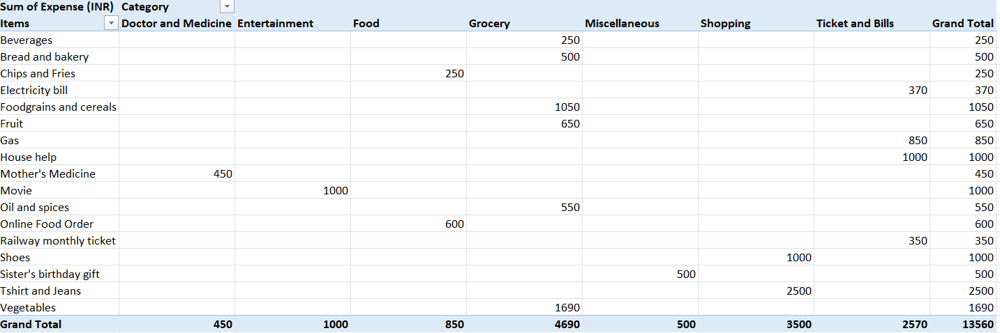 Sum of Expense (INR) Category
Items Doctor and Medicine Entertainment Food Grocery Miscellaneous Shopping Ticket and Bills Grand Total
Beverages 250 250
Bread and bakery 500 500
Chips and Fries 250 250
Electricity bill 370 370
Foodgrains and cereals 1050 1050
Fruit 650 650
Gas 850 850
House help 1000 1000
Mother's Medicine 450 450
Movie 1000 1000
Oil and spices 550 550
Online Food Order 600 600
Railway monthly ticket 350 350
Shoes 1000 1000
Sister's birthday gift 500 500
Tshirt and Jeans 2500 2500
Vegetables 1690 1690
Grand Total 450 1000 850 4690 500 3500 2570 13560